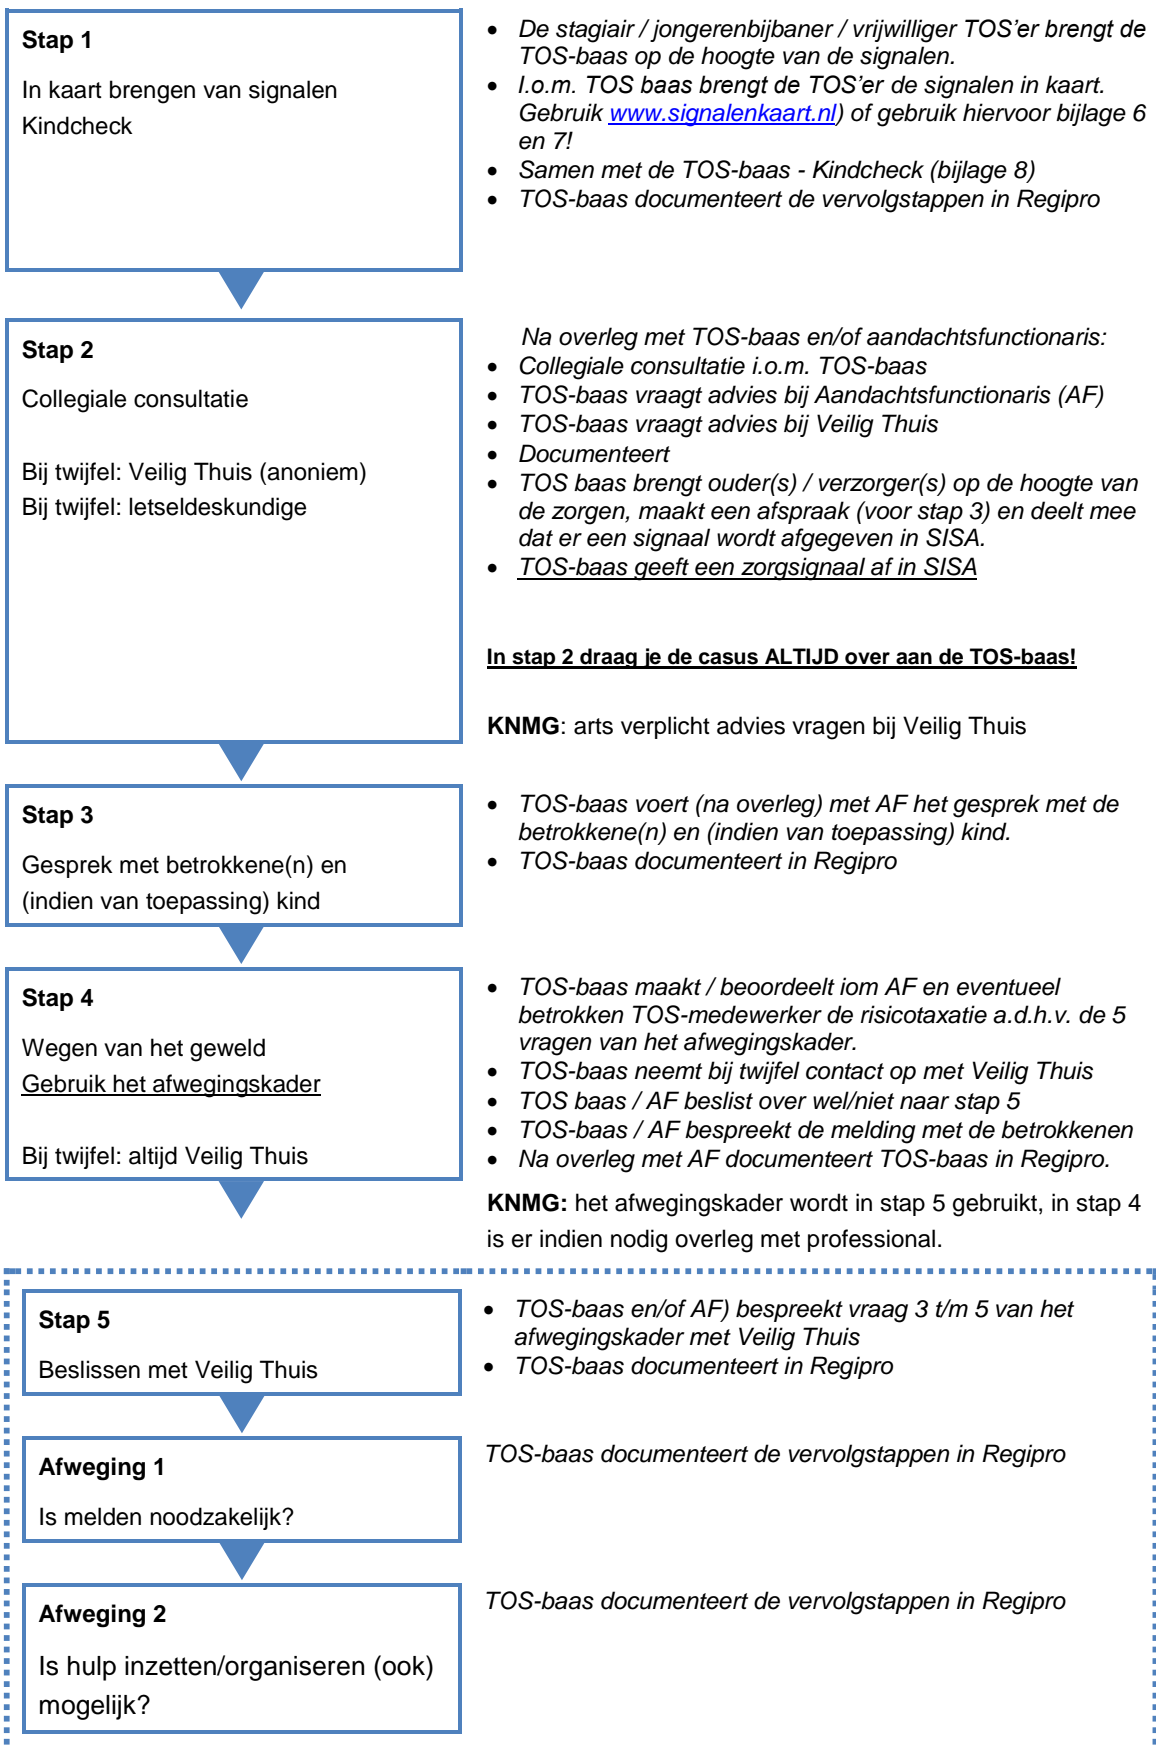 Stap 1
In kaart brengen van signalen
Kindcheck
• De stagiair / jongerenbijbaner / vrijwilliger TOS’er brengt de
TOS-baas op de hoogte van de signalen.
• I.o.m. TOS baas brengt de TOS’er de signalen in kaart.
Gebruik www.signalenkaart.nl) of gebruik hiervoor bijlage 6
en 7!
• Samen met de TOS-baas - Kindcheck (bijlage 8)
• TOS-baas documenteert de vervolgstappen in Regipro
Stap 2
Collegiale consultatie
Bij twijfel: Veilig Thuis (anoniem)
Bij twijfel: letseldeskundige
Na overleg met TOS-baas en/of aandachtsfunctionaris:
• Collegiale consultatie i.o.m. TOS-baas
• TOS-baas vraagt advies bij Aandachtsfunctionaris (AF)
• TOS-baas vraagt advies bij Veilig Thuis
• Documenteert
• TOS baas brengt ouder(s) / verzorger(s) op de hoogte van
de zorgen, maakt een afspraak (voor stap 3) en deelt mee
dat er een signaal wordt afgegeven in SISA.
• TOS-baas geeft een zorgsignaal af in SISA
In stap 2 draag je de casus ALTIJD over aan de TOS-baas!
KNMG: arts verplicht advies vragen bij Veilig Thuis
Stap 3
Gesprek met betrokkene(n) en
(indien van toepassing) kind
• TOS-baas voert (na overleg) met AF het gesprek met de
betrokkene(n) en (indien van toepassing) kind.
• TOS-baas documenteert in Regipro
Stap 4
Wegen van het geweld
Gebruik het afwegingskader
Bij twijfel: altijd Veilig Thuis
• TOS-baas maakt / beoordeelt iom AF en eventueel
betrokken TOS-medewerker de risicotaxatie a.d.h.v. de 5
vragen van het afwegingskader.
• TOS-baas neemt bij twijfel contact op met Veilig Thuis
• TOS baas / AF beslist over wel/niet naar stap 5
• TOS-baas / AF bespreekt de melding met de betrokkenen
• Na overleg met AF documenteert TOS-baas in Regipro.
KNMG: het afwegingskader wordt in stap 5 gebruikt, in stap 4
is er indien nodig overleg met professional.
Stap 5
Beslissen met Veilig Thuis
• TOS-baas en/of AF) bespreekt vraag 3 t/m 5 van het
afwegingskader met Veilig Thuis
• TOS-baas documenteert in Regipro
Afweging 1
Is melden noodzakelijk?
TOS-baas documenteert de vervolgstappen in Regipro
Afweging 2
Is hulp inzetten/organiseren (ook)
mogelijk?
TOS-baas documenteert de vervolgstappen in Regipro